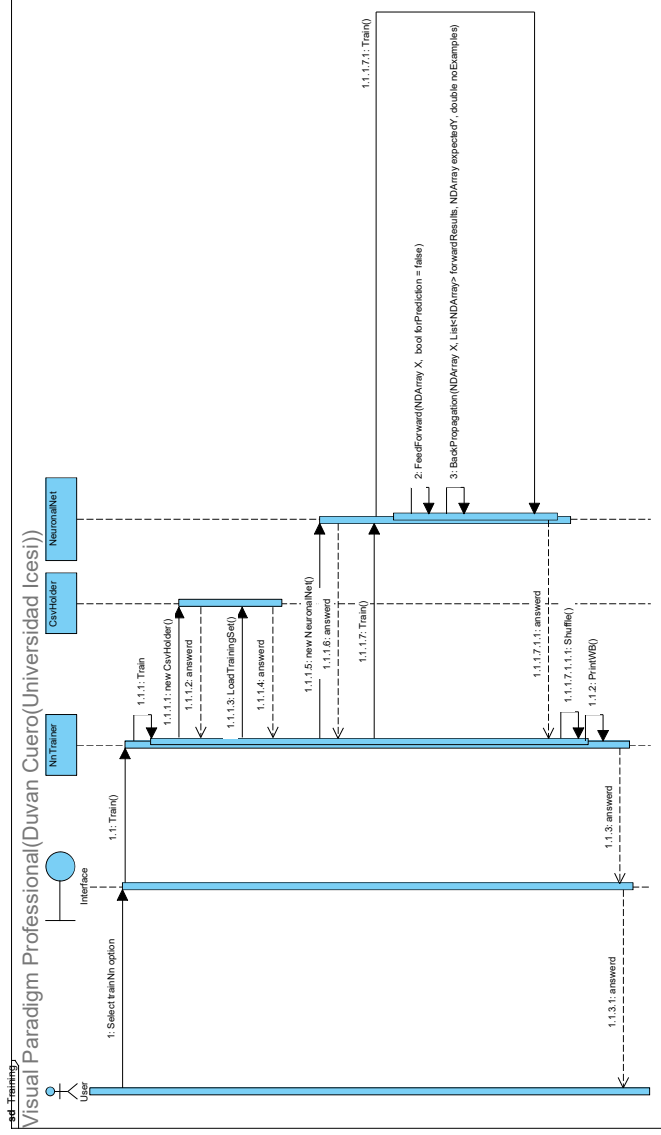 sd Training
Visual Paradigm Professional(Duvan Cuero(Universidad Icesi))
User
Interface
NnTrainer
CsvHolder
NeuronalNet
1: Select trainNn option
1.1: Train()
1.1.1: Train
1.1.1.1: new CsvHolder()
1.1.1.2: answerd
1.1.1.3: LoadTrainingSet()
1.1.1.4: answerd
1.1.1.5: new NeuronalNet()
1.1.1.6: answerd
1.1.1.7: Train()
1.1.1.7.1: Train()
2: FeedForward(NDArray X, bool forPrediction = false)
3: BackPropagation(NDArray X, List<NDArray> forwardResults, NDArray expectedY, double noExamples)
1.1.1.7.1.1: answerd
1.1.1.7.1.1.1: Shuffle()
1.1.2: PrintWB()
1.1.3: answerd
1.1.3.1: answerd